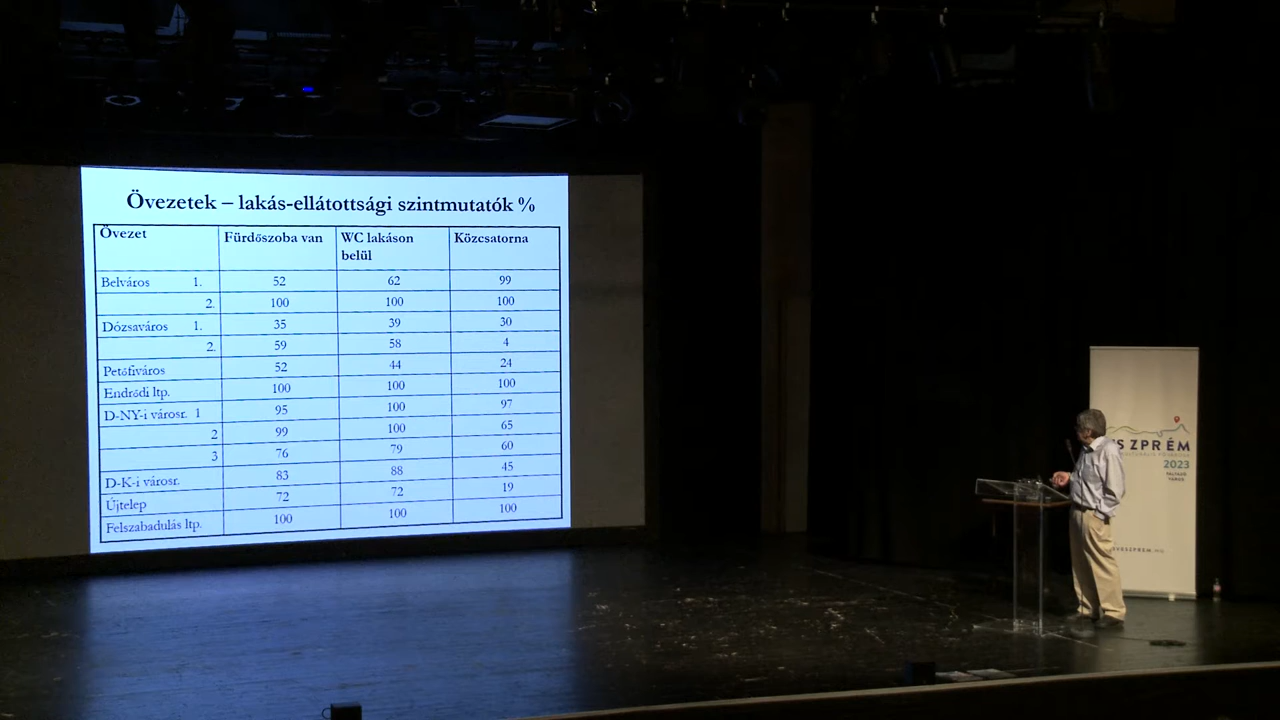 Övezetek – lakás-ellátottsági szintmutatók %
Övezet Fürdőszoba van WC lakáson belül Közcsatorna
Belváros 1. 52 62 99
2. 100 100 100
Dózsaváros 1. 35 39 30
2. 59 58 4
Petőfiváros 52 44 24
Endrődi ltp. 100 100 100
D-NY-i városr. 1 95 100 97
2 99 100 65
3 76 79 60
D-K-i városr. 83 88 45
Újtelep 72 72 19
Felszabadulás ltp. 100 100 100
SZPRÉM
2023
VESZPREM